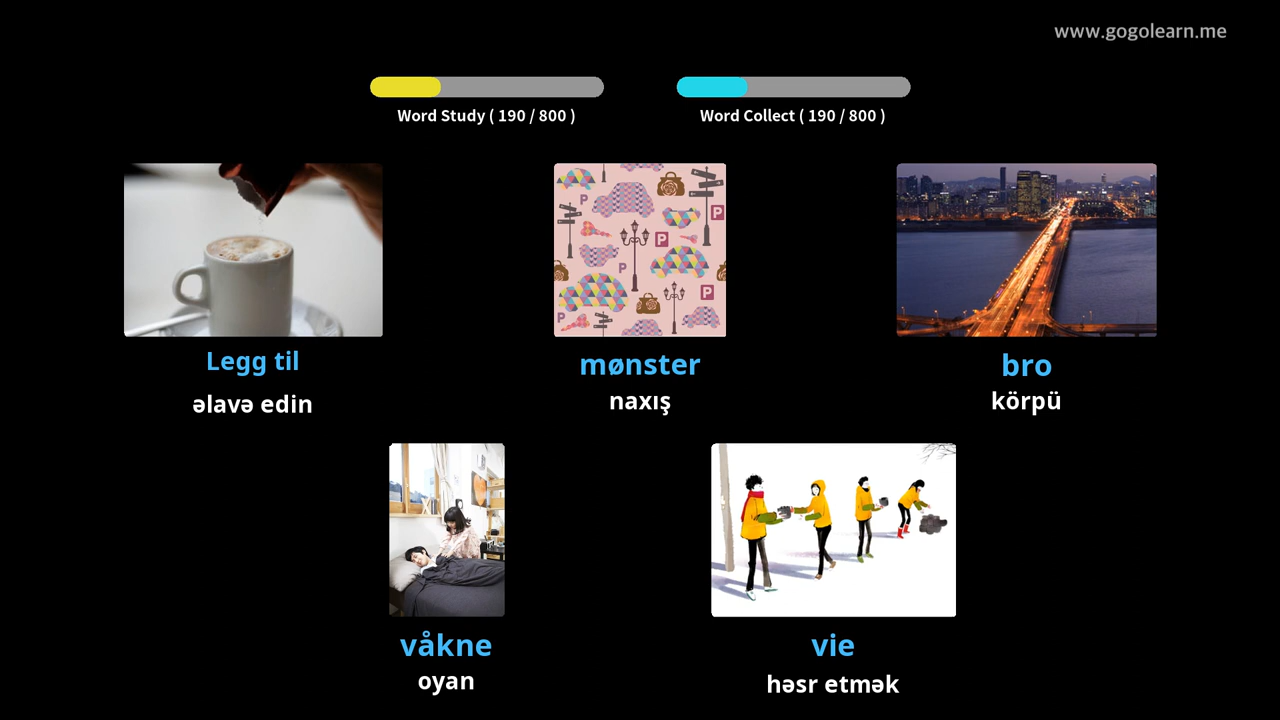 www.gogolearn.me
Word Study ( 190 / 800 )
Word Collect ( 190 / 800 )
P
P
P
P
P
P
Legg til
mønster
bro
əlavə edin
naxış
körpü
våkne
vie
oyan
həsr etmək